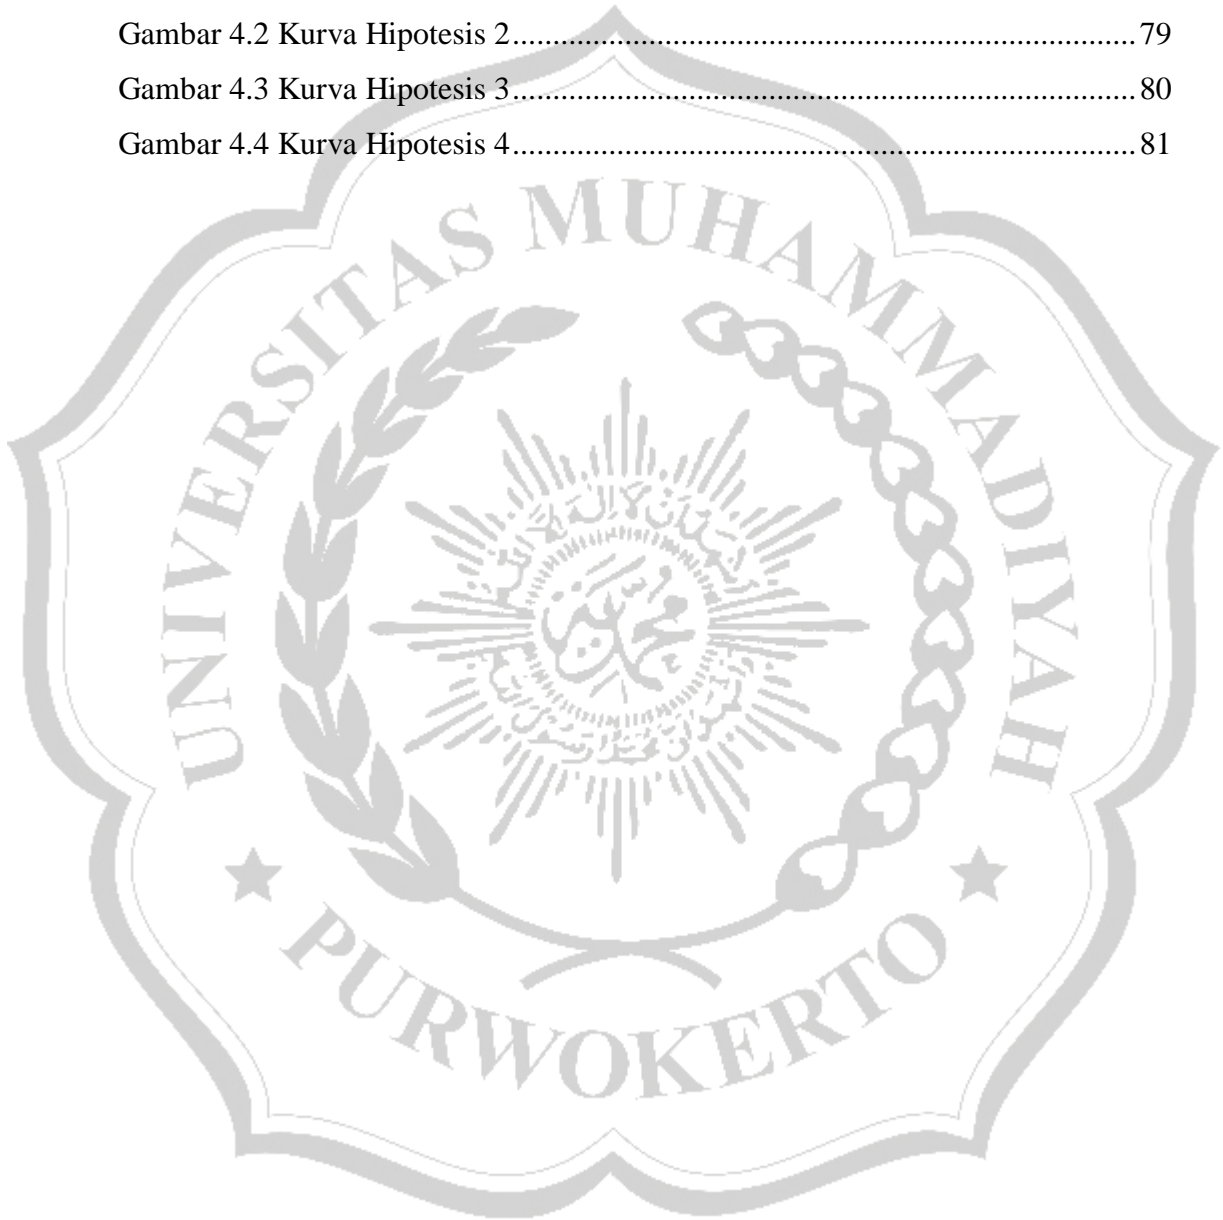 Gambar 4.2 Kurva Hipotesis 2.............................................................................. 79
Gambar 4.3 Kurva Hipotesis 3.............................................................................. 80
Gambar 4.4 Kurva Hipotesis 4.............................................................................. 81
UNIVERSITAS MUHAMMADIYAH
PURWOKERTO